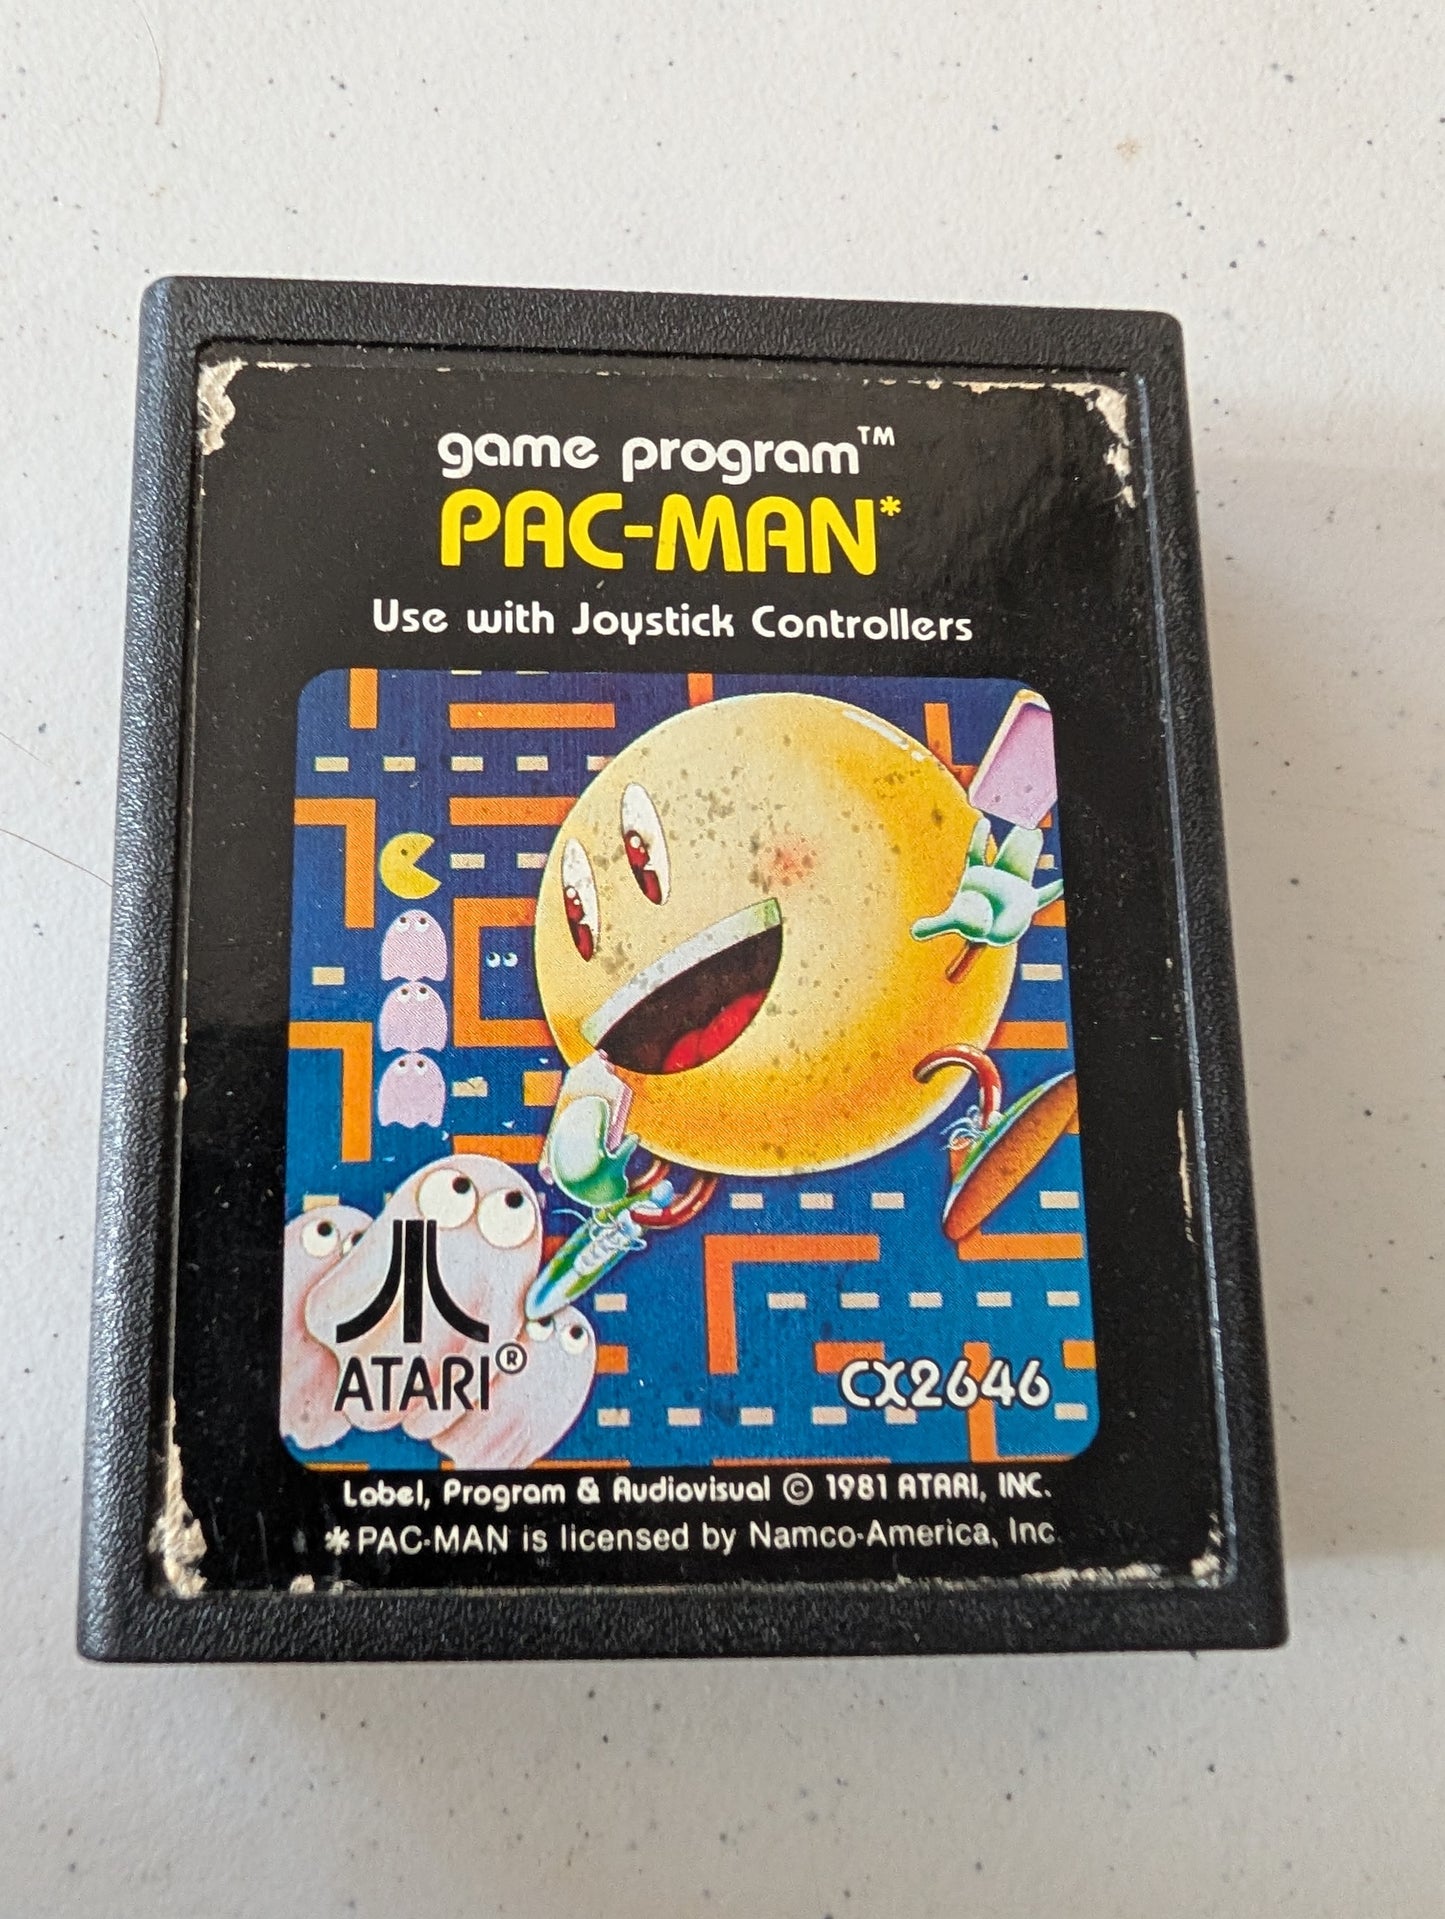 game program™
PAC-MAN*
Use with Joystick Controllers
ATARI®
CX2646
Label, Program & Audiovisual © 1981 ATARI, INC.
*PAC-MAN is licensed by Namco-America, Inc